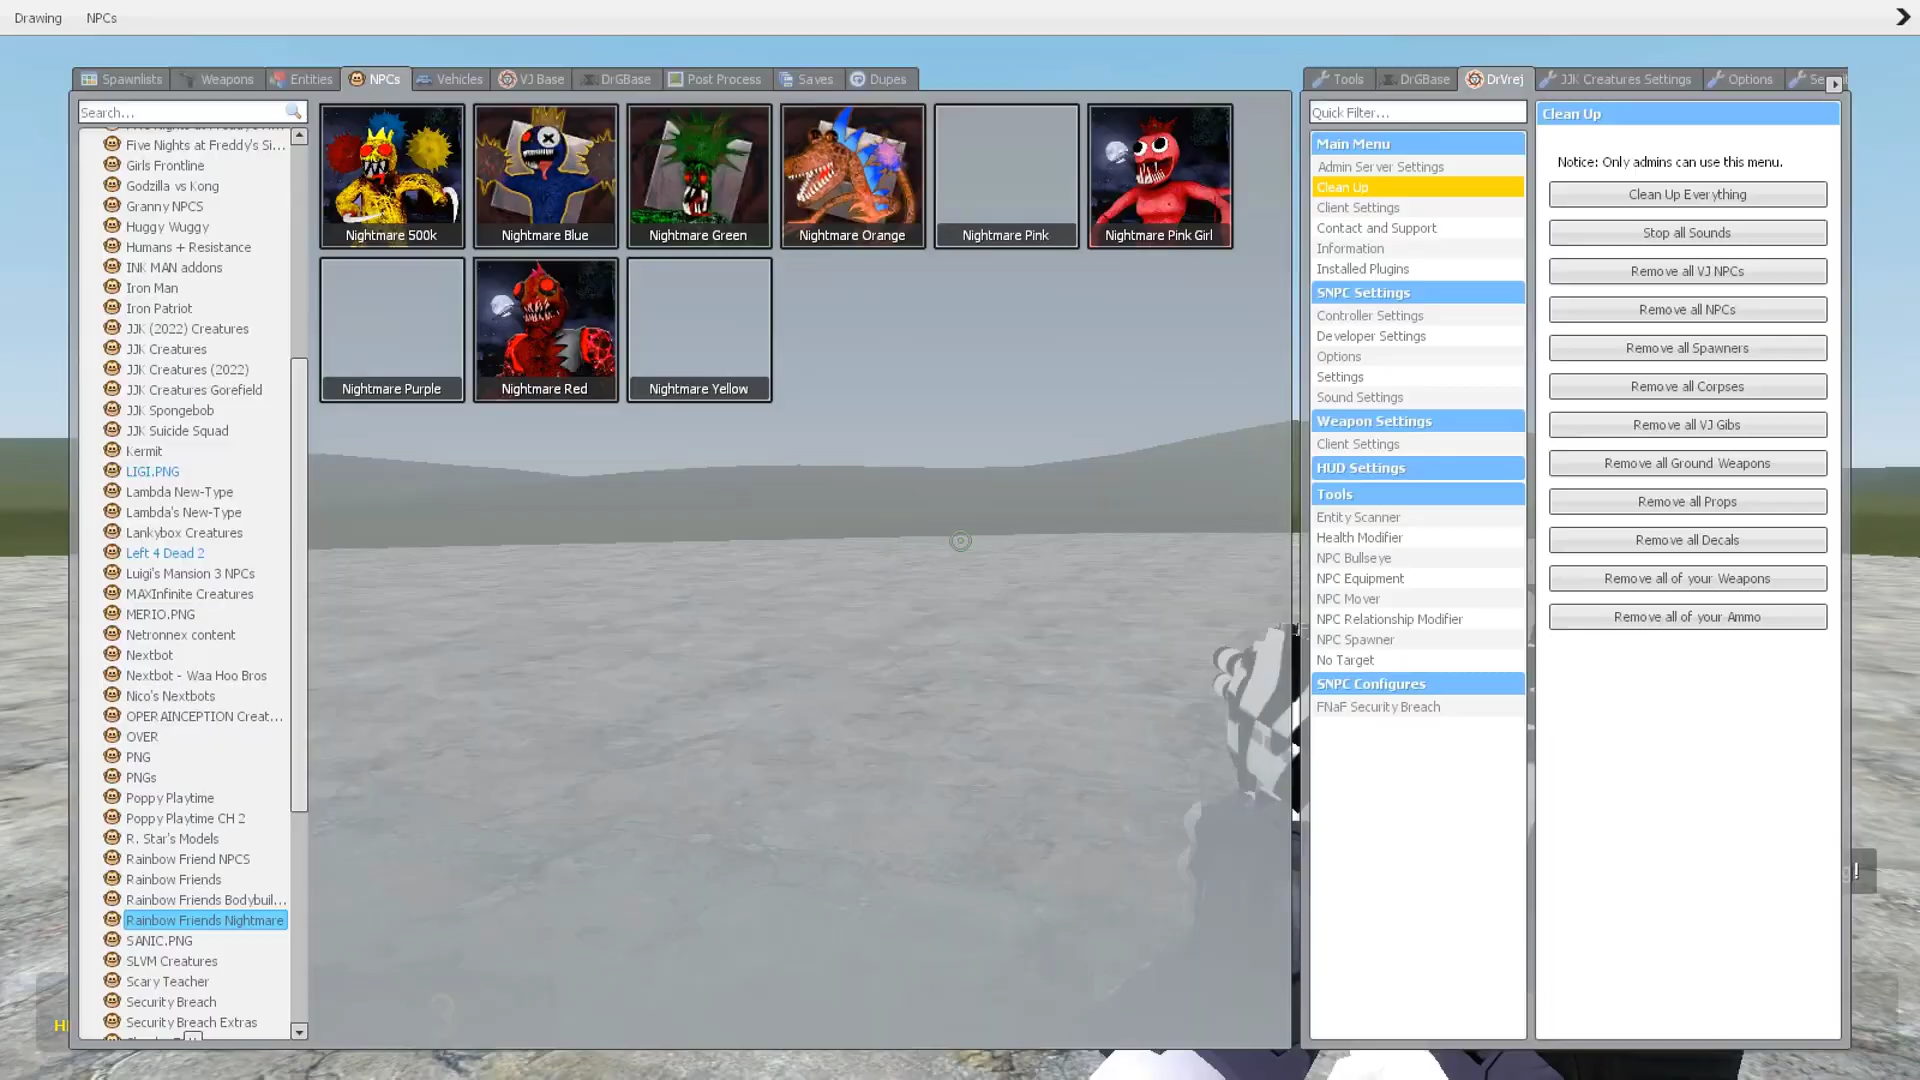 Drawing NPCs
Spawnlists Weapons Entities NPCs Vehicles VJ Base DrGBase Post Process Saves Dupes
Search...
Girls Frontline
Godzilla vs Kong
Granny NPCS
Huggy Wuggy
Humans + Resistance
INK MAN addons
Iron Man
Iron Patriot
JJK (2022) Creatures
JJK Creatures
JJK Creatures (2022)
JJK Creatures Gorefield
JJK Spongebob
JJK Suicide Squad
Kermit
LIGI.PNG
Lambda New-Type
Lambda's New-Type
Lankybox Creatures
Left 4 Dead 2
Luigi's Mansion 3 NPCs
MAXInfinite Creatures
MERIO.PNG
Netronnex content
Nextbot
Nextbot - Waa Hoo Bros
Nico's Nextbots
OPERAINCEPTION Creat...
OVER
PNG
PNGs
Poppy Playtime
Poppy Playtime CH 2
R. Star's Models
Rainbow Friend NPCS
Rainbow Friends
Rainbow Friends Bodybuil...
Rainbow Friends Nightmare
SANIC.PNG
SLVM Creatures
Scary Teacher
Security Breach
Security Breach Extras
Nightmare 500k
Nightmare Blue
Nightmare Green
Nightmare Orange
Nightmare Pink
Nightmare Pink Girl
Nightmare Purple
Nightmare Red
Nightmare Yellow
Tools DrGBase DrVrej JJK Creatures Settings Options
Quick Filter...
Main Menu
Admin Server Settings
Clean Up
Client Settings
Contact and Support
Information
Installed Plugins
SNPC Settings
Controller Settings
Developer Settings
Options
Settings
Sound Settings
Weapon Settings
Client Settings
HUD Settings
Tools
Entity Scanner
Health Modifier
NPC Bullseye
NPC Equipment
NPC Mover
NPC Relationship Modifier
NPC Spawner
No Target
SNPC Configures
FNaF Security Breach
Clean Up
Notice: Only admins can use this menu.
Clean Up Everything
Stop all Sounds
Remove all VJ NPCs
Remove all NPCs
Remove all Spawners
Remove all Corpses
Remove all VJ Gibs
Remove all Ground Weapons
Remove all Props
Remove all Decals
Remove all of your Weapons
Remove all of your Ammo